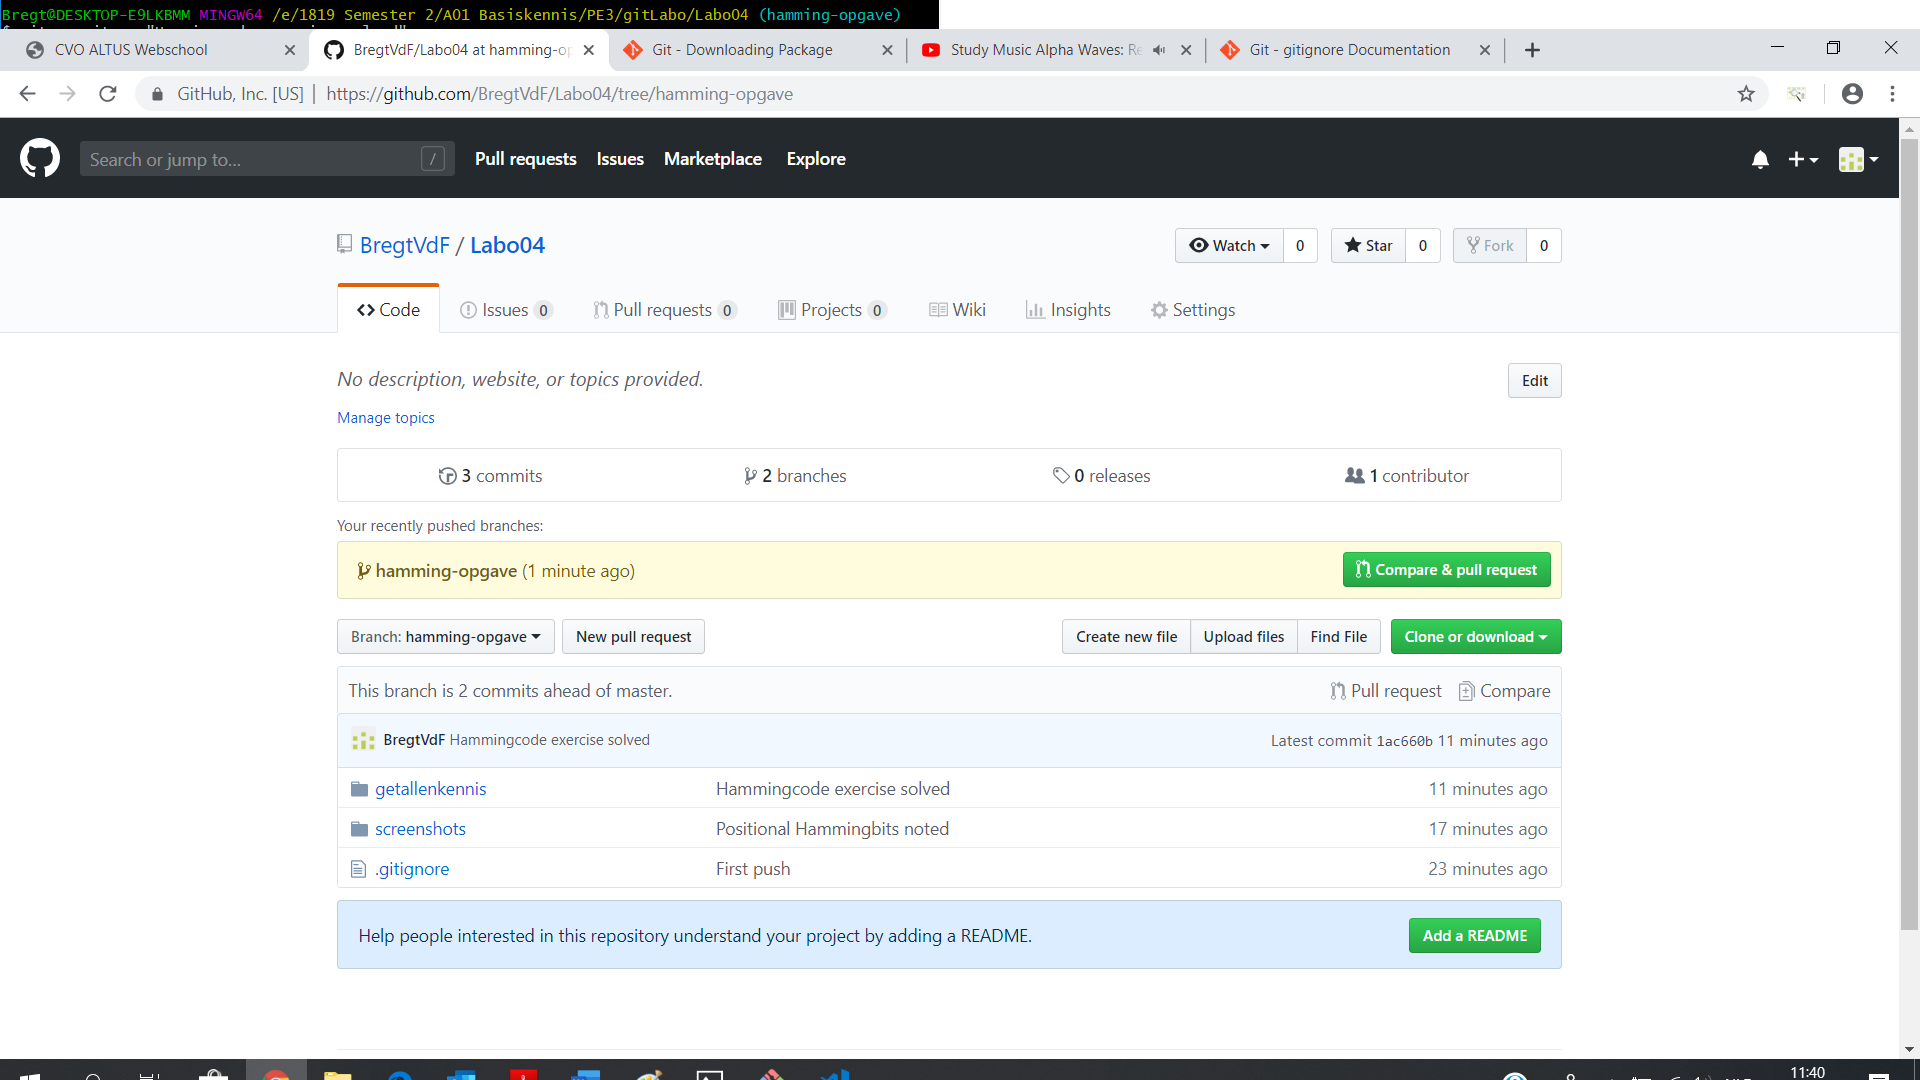 Bregt@DESKTOP-E9LKBMM MINGW64 /e/1819 Semester 2/A01 Basiskennis/PE3/gitLabo/Labo04 (hamming-opgave)
CVO ALTUS Webschool
BregtVdF/Labo04 at hamming-op
Git - Downloading Package
Study Music Alpha Waves: Re
Git - gitignore Documentation
GitHub, Inc. [US] | https://github.com/BregtVdF/Labo04/tree/hamming-opgave
Search or jump to... /
Pull requests Issues Marketplace Explore
BregtVdF / Labo04
Watch 0 Star 0 Fork 0
Code Issues 0 Pull requests 0 Projects 0 Wiki Insights Settings
No description, website, or topics provided.
Edit
Manage topics
3 commits 2 branches 0 releases 1 contributor
Your recently pushed branches:
hamming-opgave (1 minute ago) Compare & pull request
Branch: hamming-opgave New pull request Create new file Upload files Find File Clone or download
This branch is 2 commits ahead of master. Pull request Compare
BregtVdF Hammingcode exercise solved Latest commit 1ac660b 11 minutes ago
getallenkennis Hammingcode exercise solved 11 minutes ago
screenshots Positional Hammingbits noted 17 minutes ago
.gitignore First push 23 minutes ago
Help people interested in this repository understand your project by adding a README. Add a README
11:40